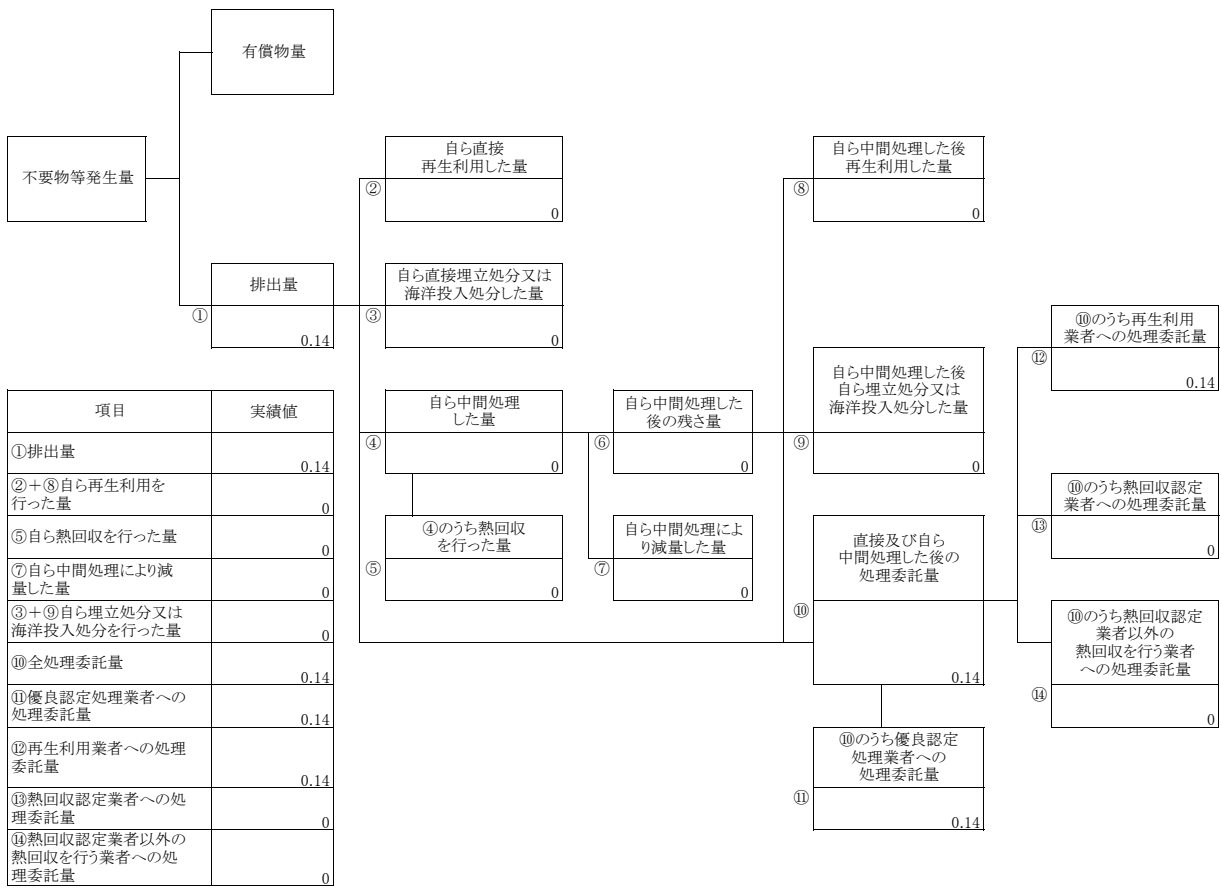 有償物量
不要物等発生量
自ら直接
再生利用した量
②
0
自ら中間処理した後
再生利用した量
⑧
0
排出量
①
0.14
自ら直接埋立処分又は
海洋投入処分した量
③
0
⑩のうち再生利用
業者への処理委託量
⑫
0.14
自ら中間処理
した量
④
0
自ら中間処理した
後の残さ量
⑥
0
自ら中間処理した後
自ら埋立処分又は
海洋投入処分した量
⑨
0
⑩のうち熱回収認定
業者への処理委託量
⑬
0
④のうち熱回収
を行った量
⑤
0
自ら中間処理によ
り減量した量
⑦
0
直接及び自ら
中間処理した後の
処理委託量
⑩
0.14
⑩のうち熱回収認定
業者以外の
熱回収を行う業者
への処理委託量
⑭
0
⑩のうち優良認定
処理業者への
処理委託量
⑪
0.14
項目 実績値
①排出量
0.14
②+⑧自ら再生利用を
行った量 0
⑤自ら熱回収を行った量
0
⑦自ら中間処理により減
量した量 0
③+⑨自ら埋立処分又は
海洋投入処分を行った量 0
⑩全処理委託量
0.14
⑪優良認定処理業者への
処理委託量 0.14
⑫再生利用業者への処理
委託量 0.14
⑬熱回収認定業者への処
理委託量 0
⑭熱回収認定業者以外の
熱回収を行う業者への処
理委託量 0